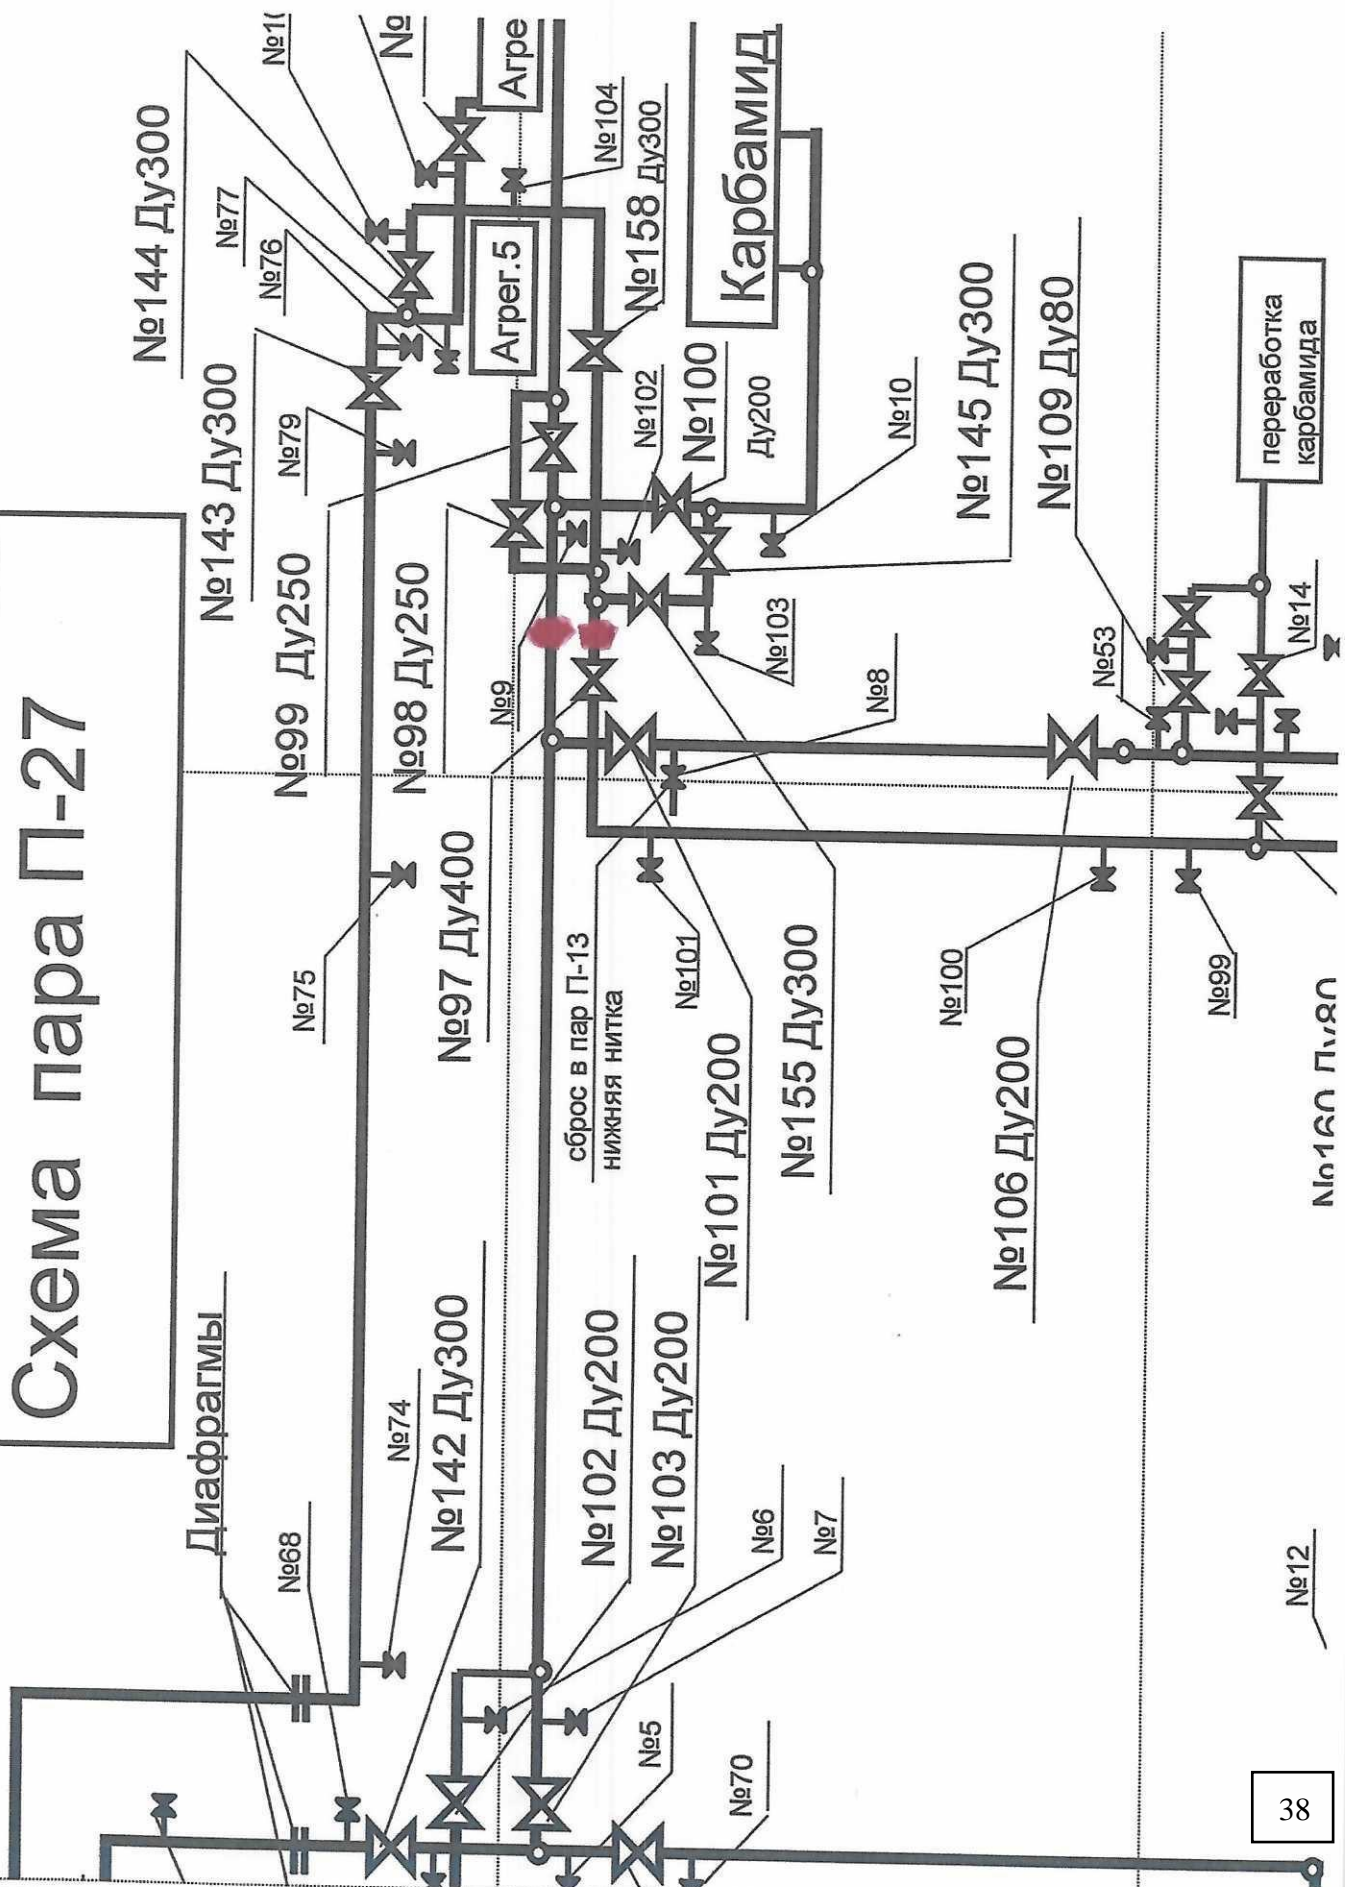 Схема пара П-27
Диафрагмы
№68
№74
№142 Ду300
№102 Ду200
№103 Ду200
№6
№7
№5
№70
№12
38
№75
№97 Ду400
сброс в пар П-13
нижняя нитка
№101
№101 Ду200
№155 Ду300
№100
№106 Ду200
№99
№144 Ду300
№77
№76
№143 Ду300
№79
№99 Ду250
№98 Ду250
№9
Агрег.5
№104
№158 Ду300
№102
№100
Ду200
Карбамид
№10
№103
№8
№145 Ду300
№109 Ду80
№53
№14
переработка
карбамида